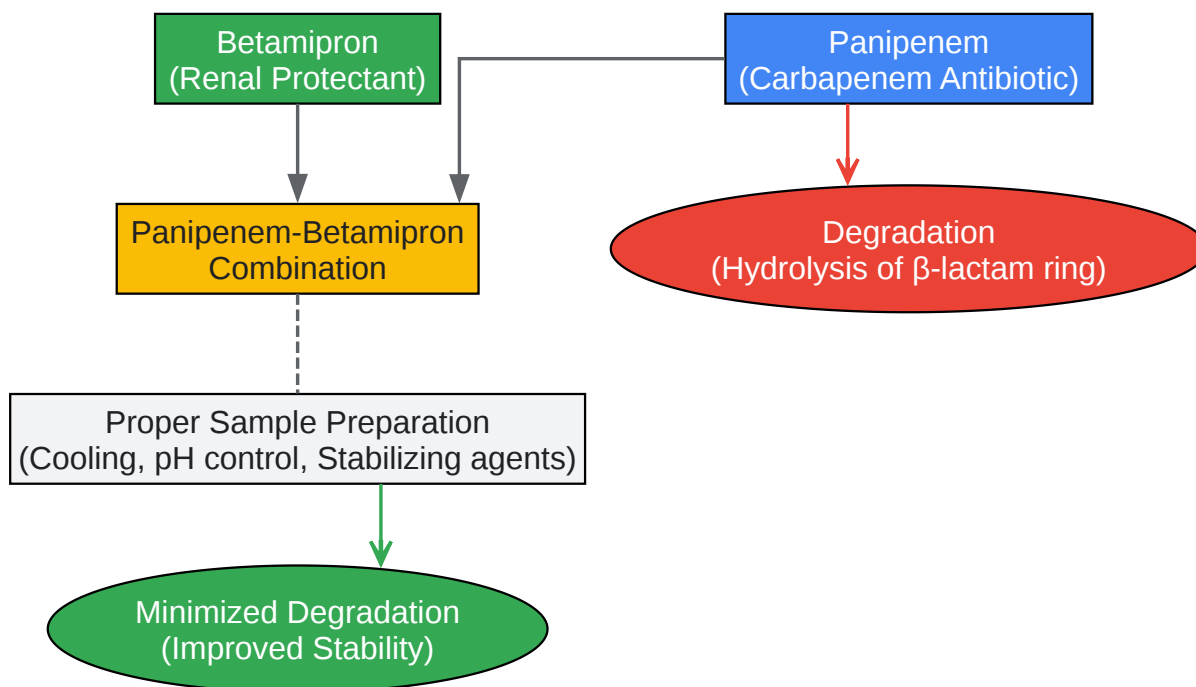 Betamipron
(Renal Protectant)
Panipenem
(Carbapenem Antibiotic)
Panipenem-Betamipron
Combination
Degradation
(Hydrolysis of β-lactam ring)
Proper Sample Preparation
(Cooling, pH control, Stabilizing agents)
Minimized Degradation
(Improved Stability)